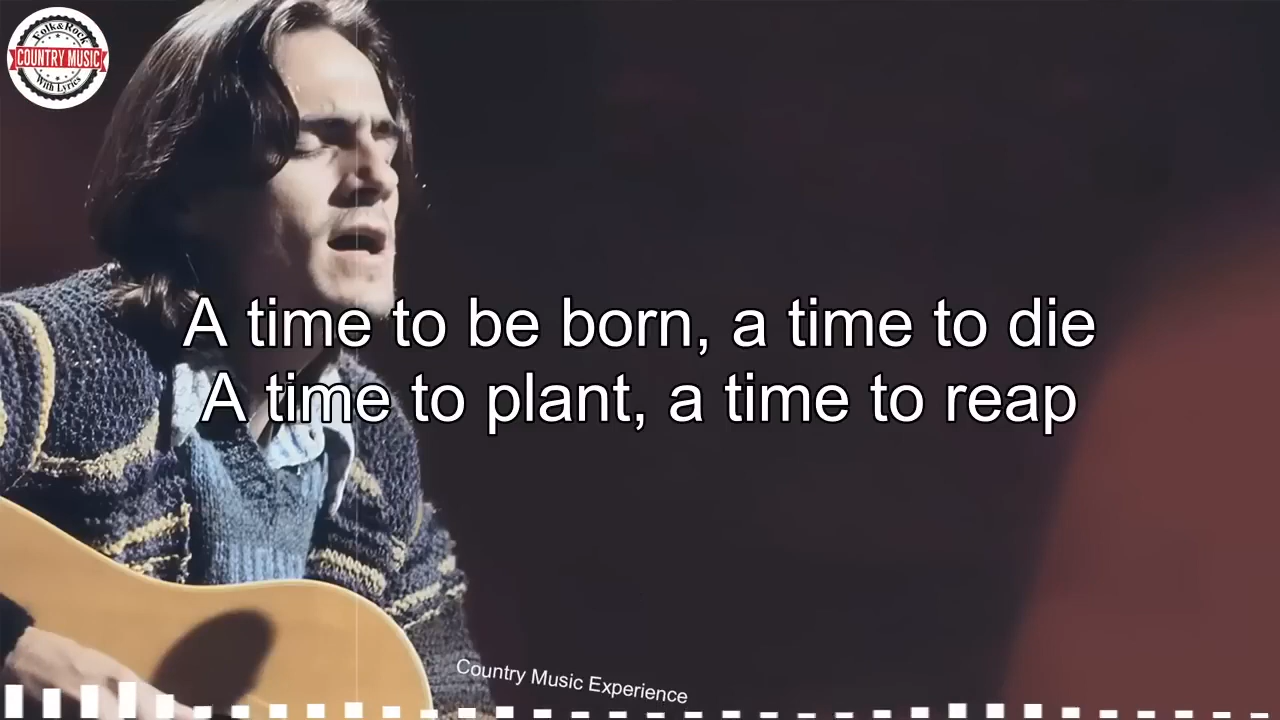 Folk&Rock
COUNTRY MUSIC
With Lyrics
A time to be born, a time to die
A time to plant, a time to reap
Country Music Experience